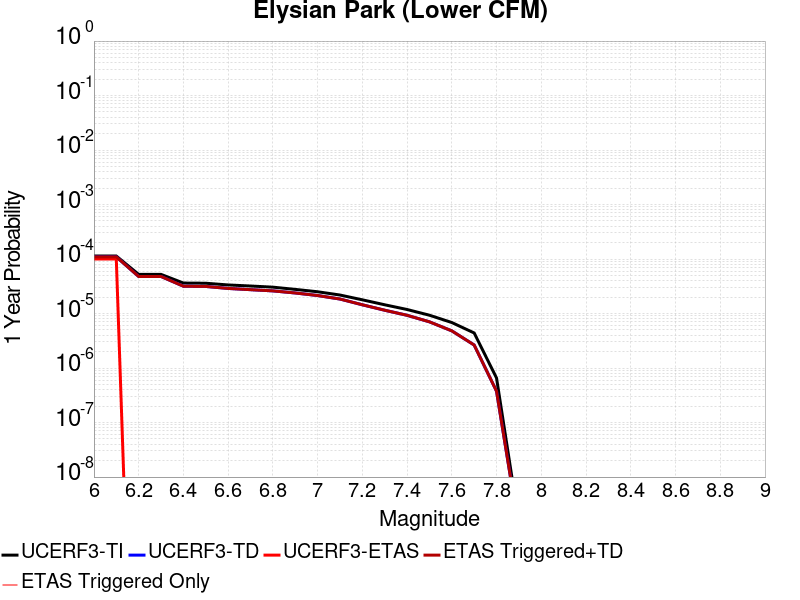 Elysian Park (Lower CFM)
1 Year Probability
10^0
10^-1
10^-2
10^-3
10^-4
10^-5
10^-6
10^-7
10^-8
6 6.2 6.4 6.6 6.8 7 7.2 7.4 7.6 7.8 8 8.2 8.4 8.6 8.8 9
Magnitude
UCERF3-TI UCERF3-TD UCERF3-ETAS ETAS Triggered+TD
ETAS Triggered Only